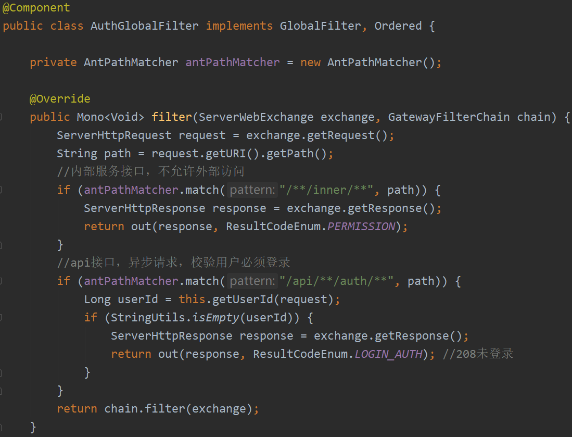 @Component
public class AuthGlobalFilter implements GlobalFilter, Ordered {
private AntPathMatcher antPathMatcher = new AntPathMatcher();
@Override
public Mono<Void> filter(ServerWebExchange exchange, GatewayFilterChain chain) {
ServerHttpRequest request = exchange.getRequest();
String path = request.getURI().getPath();
//内部服务接口，不允许外部访问
if (antPathMatcher.match( pattern: "/**/inner/**", path)) {
ServerHttpResponse response = exchange.getResponse();
return out(response, ResultCodeEnum.PERMISSION);
}
//api接口，异步请求，校验用户必须登录
if (antPathMatcher.match( pattern: "/api/**/auth/**", path)) {
Long userId = this.getUserId(request);
if (StringUtils.isEmpty(userId)) {
ServerHttpResponse response = exchange.getResponse();
return out(response, ResultCodeEnum.LOGIN_AUTH); //208未登录
}
}
return chain.filter(exchange);
}